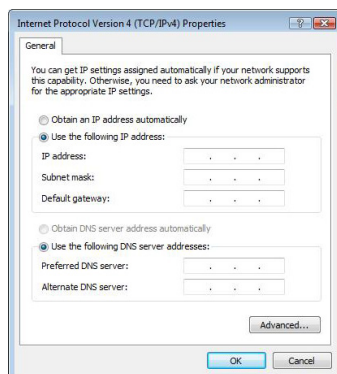 Internet Protocol Version 4 (TCP/IPv4) Properties
General
You can get IP settings assigned automatically if your network supports
this capability. Otherwise, you need to ask your network administrator
for the appropriate IP settings.
Obtain an IP address automatically
Use the following IP address:
IP address:
Subnet mask:
Default gateway:
Obtain DNS server address automatically
Use the following DNS server addresses:
Preferred DNS server:
Alternate DNS server:
Advanced...
OK Cancel